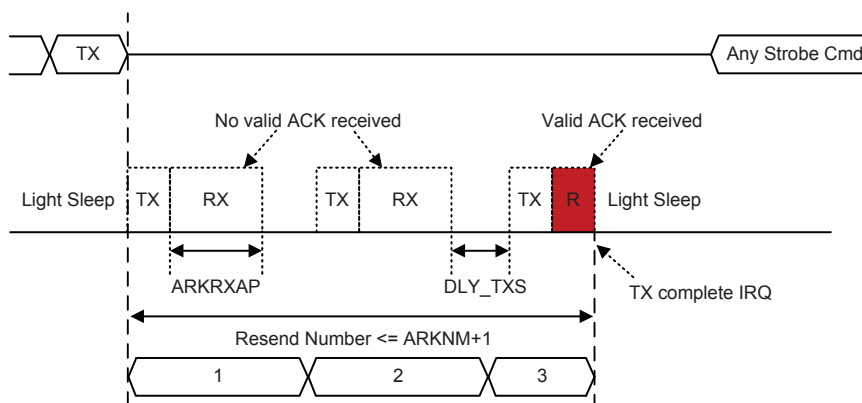 TX
Any Strobe Cmd
No valid ACK received
Valid ACK received
Light Sleep
TX
RX
TX
RX
TX
R
Light Sleep
ARKRXAP
DLY_TXS
TX complete IRQ
Resend Number <= ARKNM+1
1
2
3